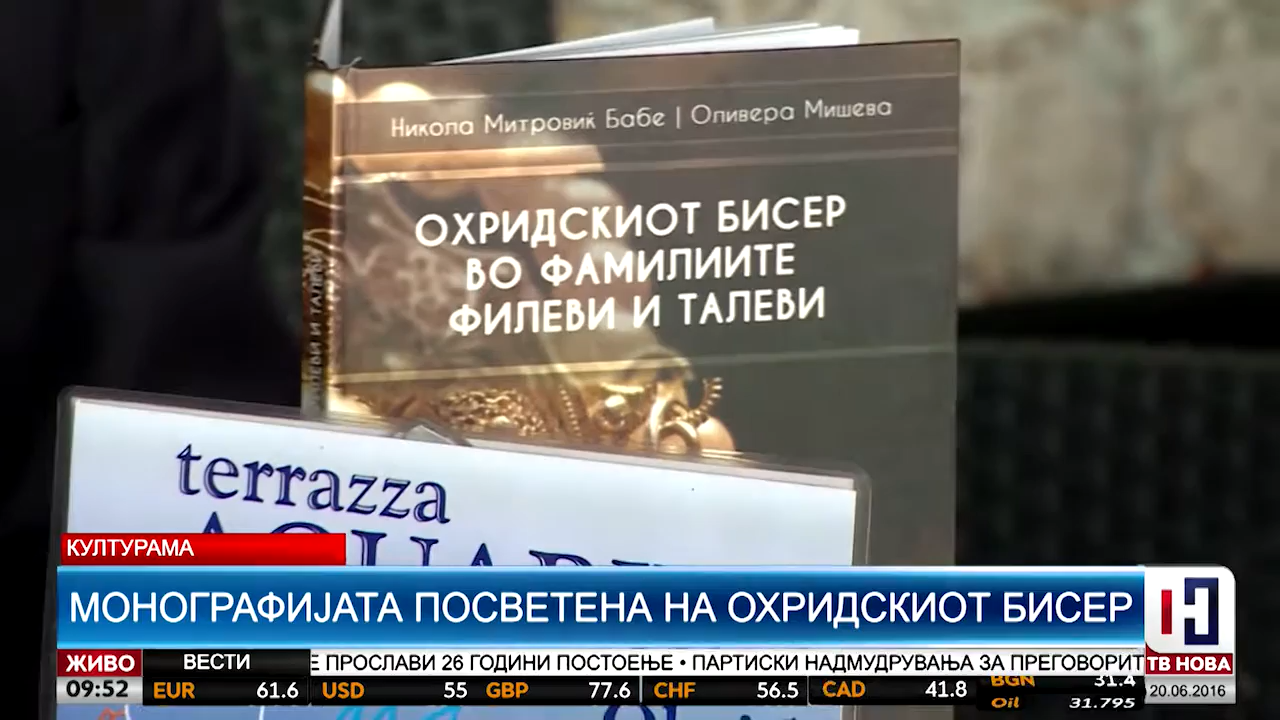 Никола Митровиќ Бабе | Оливера Мишева
ОХРИДСКИОТ БИСЕР
ВО ФАМИЛИИТЕ
ФИЛЕВИ И ТАЛЕВИ
ЛЕВИ И ТАЛЕВИ
terrazza
КУЛТУРАМА
МОНОГРАФИЈАТА ПОСВЕТЕНА НА ОХРИДСКИОТ БИСЕР
ЖИВО ВЕСТИ Е ПРОСЛАВИ 26 ГОДИНИ ПОСТОЕЊЕ • ПАРТИСКИ НАДМУДРУВАЊА ЗА ПРЕГОВОРИТ ТВ НОВА
09:52 EUR 61.6 USD 55 GBP 77.6 CHF 56.5 CAD 41.8 BGN 31.4 20.06.2016
Oil 31.795